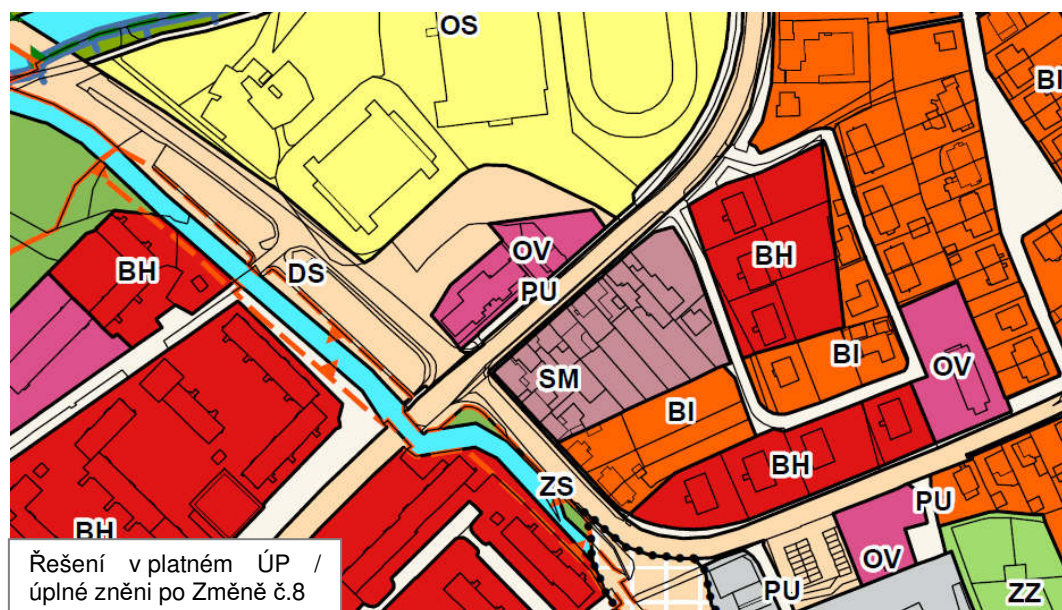 OS
BI
OV
BH
BH
DS
PU
BI
OV
SM
BI
BH
ZS
PU
BH
OV
PU
ZZ
Řešení v platném ÚP /
úplné zněni po Změně č.8